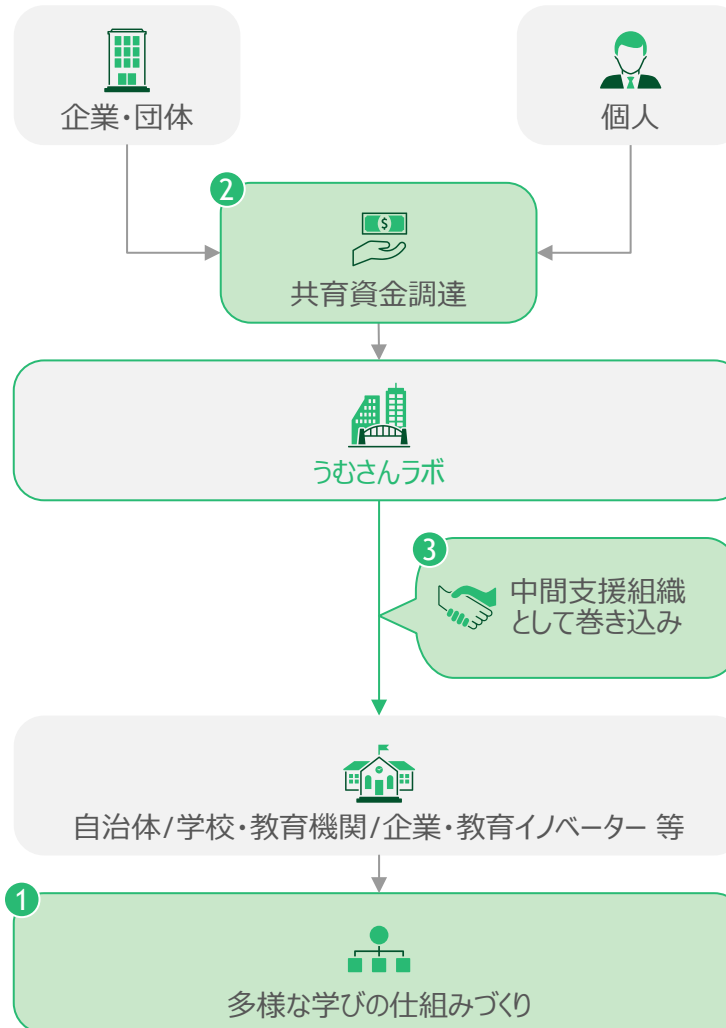 企業・団体
個人
2
$
共育資金調達
うむさんラボ
3
中間支援組織
として巻き込み
自治体/学校・教育機関/企業・教育イノベーター 等
1
多様な学びの仕組みづくり